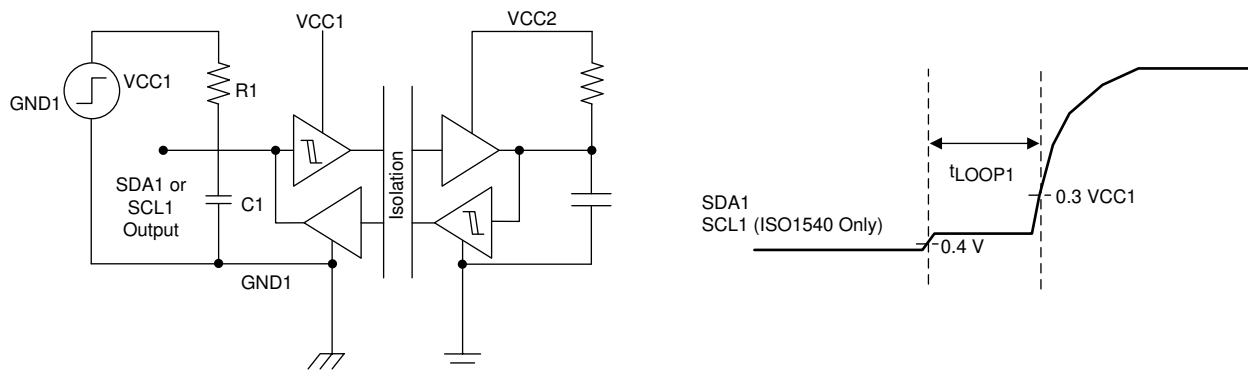 VCC1
VCC2
VCC1
GND1
R1
Isolation
SDA1 or
SCL1
Output
C1
GND1
tLOOP1
0.3 VCC1
SDA1
SCL1 (ISO1540 Only)
0.4 V